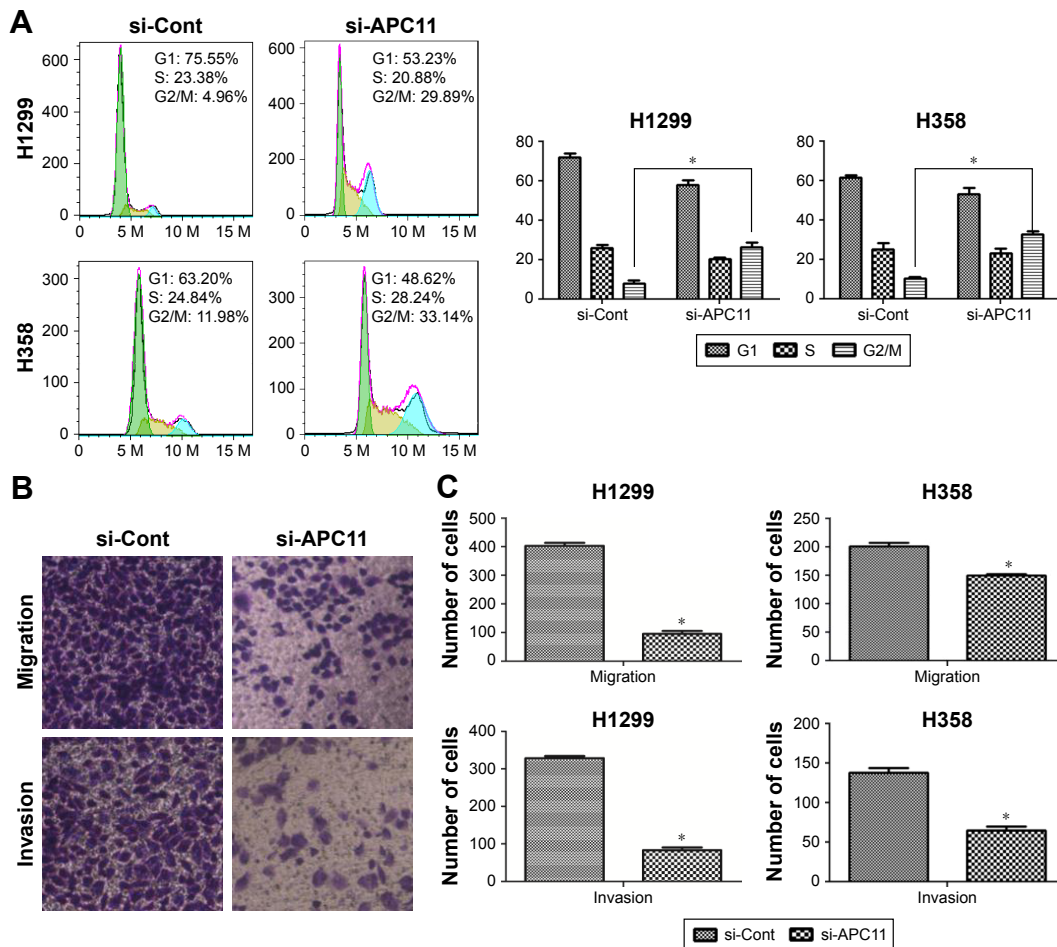 A
si-Cont
si-APC11
H1299
600
400
200
0
G1: 75.55%
S: 23.38%
G2/M: 4.96%
0 5 M 10 M 15 M
600
400
200
0
G1: 53.23%
S: 20.88%
G2/M: 29.89%
0 5 M 10 M 15 M
H358
300
200
100
0
G1: 63.20%
S: 24.84%
G2/M: 11.98%
0 5 M 10 M 15 M
300
200
100
0
G1: 48.62%
S: 28.24%
G2/M: 33.14%
0 5 M 10 M 15 M
H1299
80
60
40
20
0
*
si-Cont si-APC11
H358
80
60
40
20
0
*
si-Cont si-APC11
G1 S G2/M
B
si-Cont
si-APC11
Migration
Invasion
C
H1299
Number of cells
500
400
300
200
100
0
*
Migration
H358
Number of cells
250
200
150
100
50
0
*
Migration
H1299
Number of cells
400
300
200
100
0
*
Invasion
H358
Number of cells
200
150
100
50
0
*
Invasion
si-Cont si-APC11